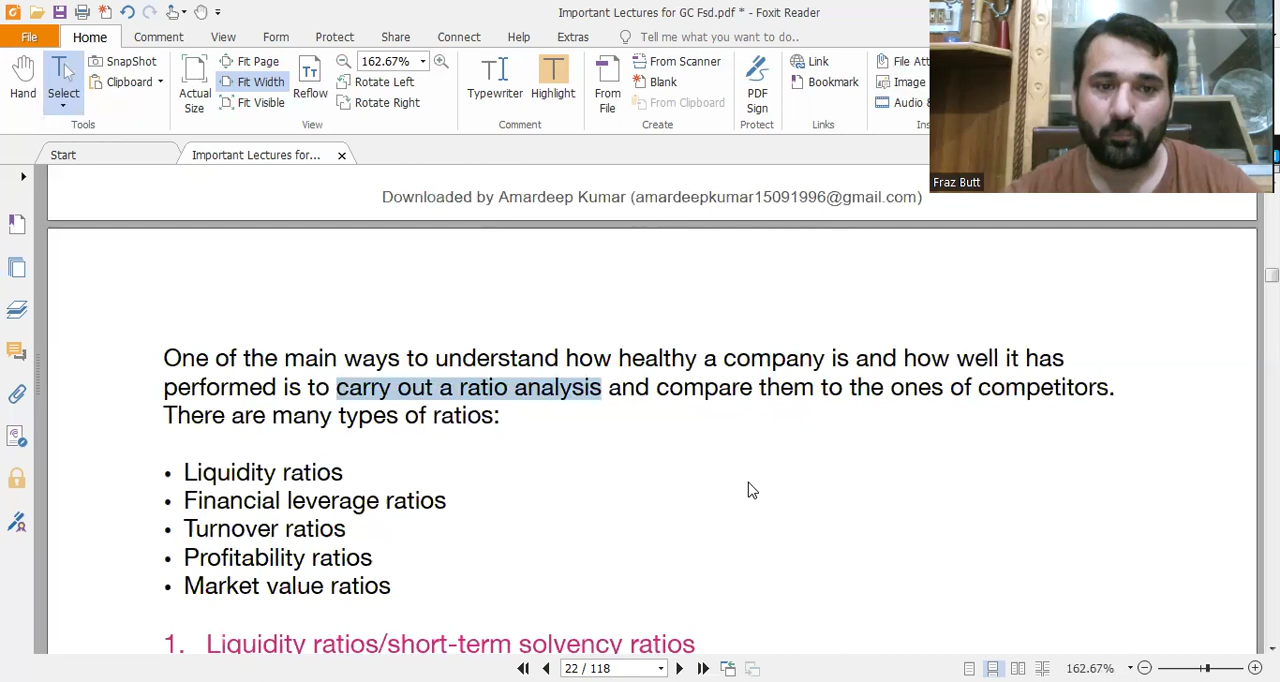 Important Lectures for GC Fsd.pdf * - Foxit Reader
File
Home
Comment
View
Form
Protect
Share
Connect
Help
Extras
Tell me what you want to do..
Hand
Select
SnapShot
Clipboard
Tools
Actual Size
Fit Page
Fit Width
Fit Visible
Reflow
162.67%
Rotate Left
Rotate Right
View
Typewriter
Highlight
Comment
From File
From Scanner
Blank
From Clipboard
Create
PDF Sign
Protect
Link
Bookmark
Links
File Att
Image
Audio &
Ins
Fraz Butt
Start
Important Lectures for...
Downloaded by Amardeep Kumar (amardeepkumar15091996@gmail.com)
One of the main ways to understand how healthy a company is and how well it has
performed is to carry out a ratio analysis and compare them to the ones of competitors.
There are many types of ratios:
• Liquidity ratios
• Financial leverage ratios
• Turnover ratios
• Profitability ratios
• Market value ratios
1. Liquidity ratios/short-term solvency ratios
22 / 118
162.67%